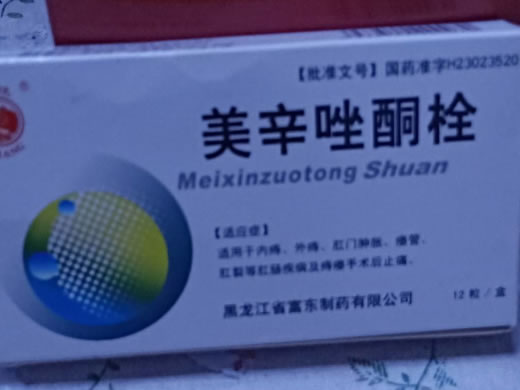 【批准文号】国药准字H23023520
美辛唑酮栓
Meixinzuotong Shuan
【适应症】
适用于内痔、外痔、肛门肿胀、瘘管、
肛裂等肛肠疾病及痔瘘手术后止痛。
黑龙江省富东制药有限公司
12粒/盒